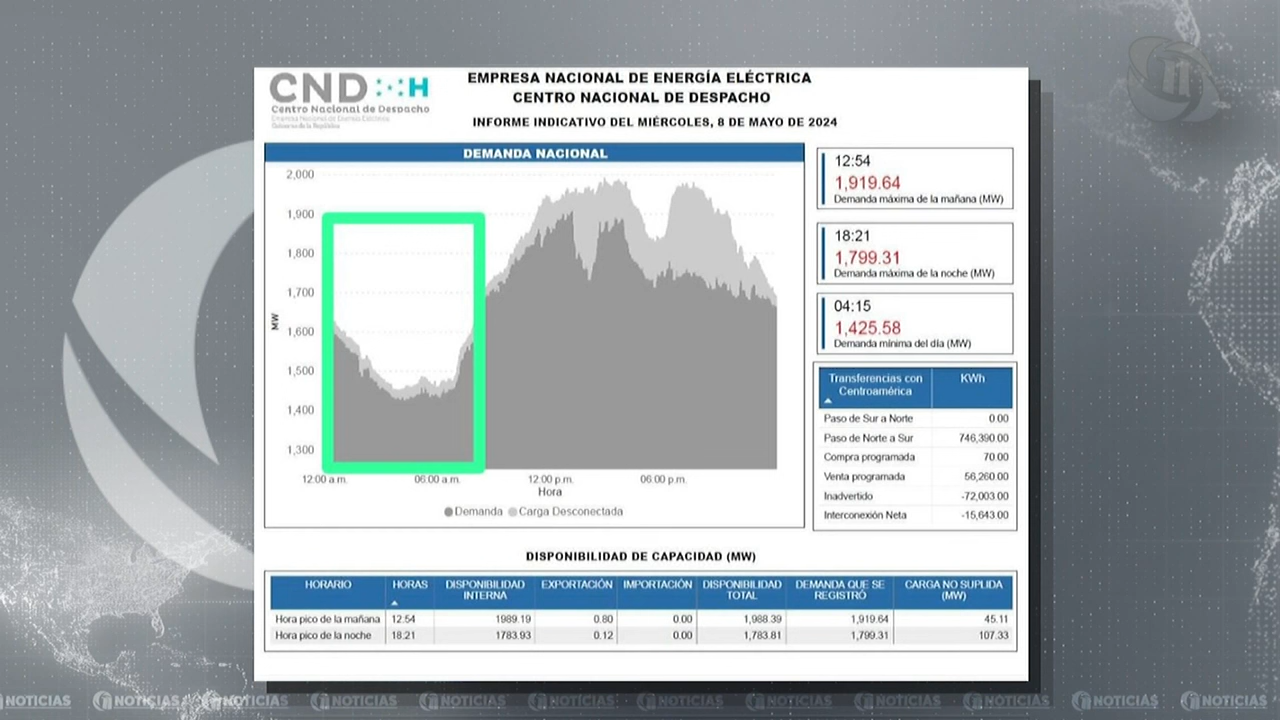 CND H
Centro Nacional de Despacho
Empresa Nacional de Energía Eléctrica
Gobierno de la República
EMPRESA NACIONAL DE ENERGÍA ELÉCTRICA
CENTRO NACIONAL DE DESPACHO
INFORME INDICATIVO DEL MIÉRCOLES, 8 DE MAYO DE 2024
DEMANDA NACIONAL
2,000
1,900
1,800
1,700
1,600
1,500
1,400
1,300
MW
12:00 a.m. 06:00 a.m. 12:00 p.m. 06:00 p.m.
Hora
Demanda Carga Desconectada
12:54
1,919.64
Demanda máxima de la mañana (MW)
18:21
1,799.31
Demanda máxima de la noche (MW)
04:15
1,425.58
Demanda mínima del día (MW)
Transferencias con Centroamérica KWh
Paso de Sur a Norte 0.00
Paso de Norte a Sur 746,390.00
Compra programada 70.00
Venta programada 56,260.00
Inadvertido -72,003.00
Interconexión Neta -15,643.00
DISPONIBILIDAD DE CAPACIDAD (MW)
HORARIO HORAS DISPONIBILIDAD INTERNA EXPORTACIÓN IMPORTACIÓN DISPONIBILIDAD TOTAL DEMANDA QUE SE REGISTRÓ CARGA NO SUPLIDA (MW)
Hora pico de la mañana 12:54 1989.19 0.80 0.00 1,988.39 1,919.64 45.11
Hora pico de la noche 18:21 1783.93 0.12 0.00 1,783.81 1,799.31 107.33
NOTICIAS NOTICIAS NOTICIAS NOTICIAS NOTICIAS NOTICIAS NOTICIAS NOTICIAS NOTICIAS NOTICIAS NOTICIAS NOTICIAS